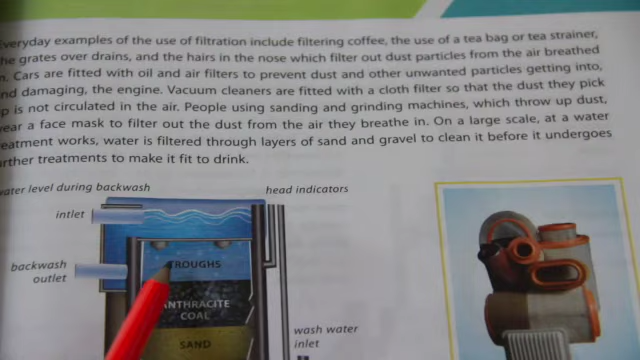 Everyday examples of the use of filtration include filtering coffee, the use of a tea bag or tea strainer,
he grates over drains, and the hairs in the nose which filter out dust particles from the air breathed
n. Cars are fitted with oil and air filters to prevent dust and other unwanted particles getting into,
nd damaging, the engine. Vacuum cleaners are fitted with a cloth filter so that the dust they pick
p is not circulated in the air. People using sanding and grinding machines, which throw up dust,
ear a face mask to filter out the dust from the air they breathe in. On a large scale, at a water
eatment works, water is filtered through layers of sand and gravel to clean it before it undergoes
rther treatments to make it fit to drink.
ater level during backwash
head indicators
intlet
backwash
outlet
TROUGHS
ANTHRACITE
COAL
SAND
wash water
inlet